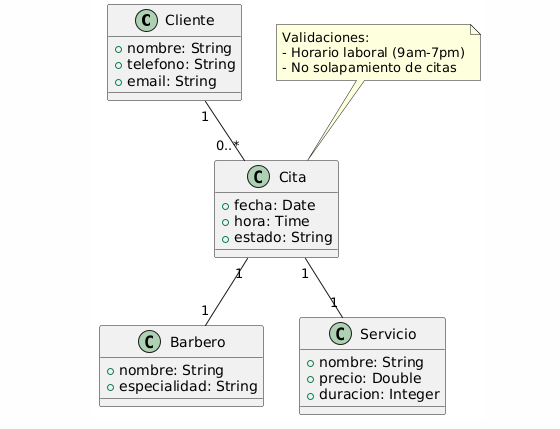 C Cliente
nombre: String
telefono: String
email: String
Validaciones:
- Horario laboral (9am-7pm)
- No solapamiento de citas
1
0..*
C Cita
fecha: Date
hora: Time
estado: String
1
1
1
1
C Barbero
nombre: String
especialidad: String
C Servicio
nombre: String
precio: Double
duracion: Integer